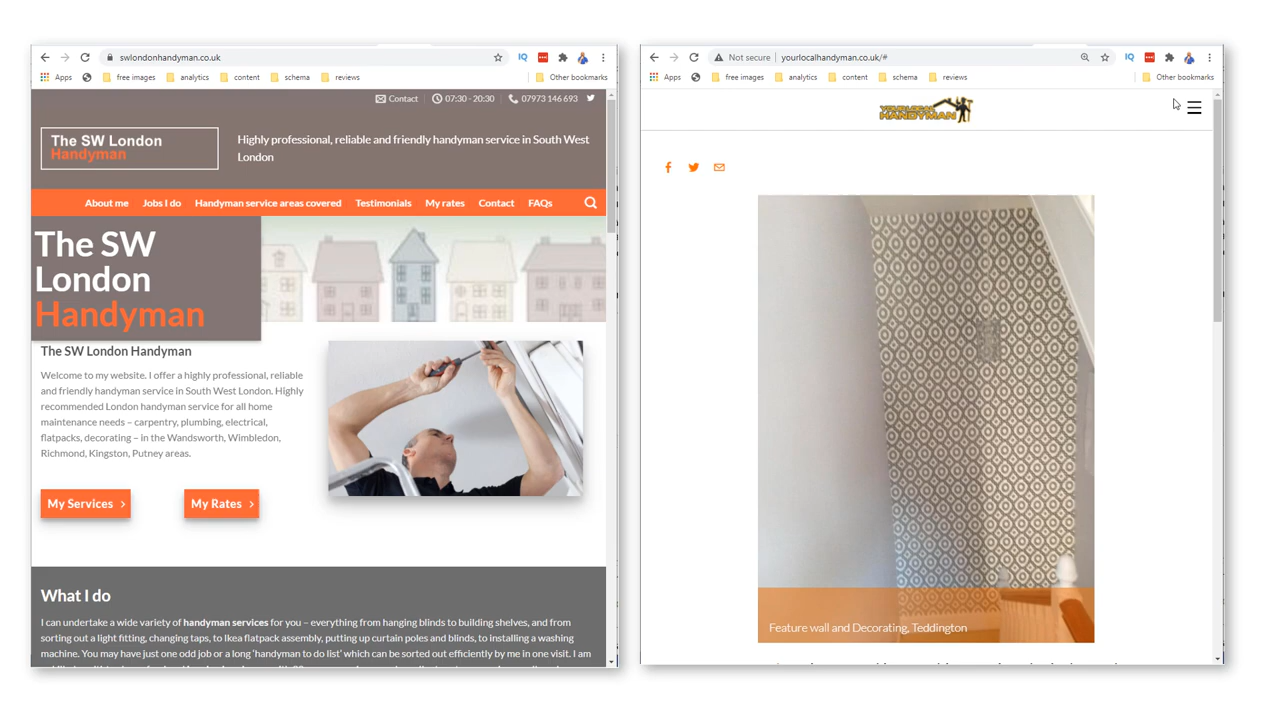 swlondonhandyman.co.uk
IQ
Apps
free images
analytics
content
schema
reviews
Other bookmarks
Contact
07:30 - 20:30
07973 146 693
The SW London
Handyman
Highly professional, reliable and friendly handyman service in South West
London
About me
Jobs I do
Handyman service areas covered
Testimonials
My rates
Contact
FAQs
The SW
London
Handyman
The SW London Handyman
Welcome to my website. I offer a highly professional, reliable
and friendly handyman service in South West London. Highly
recommended London handyman service for all home
maintenance needs – carpentry, plumbing, electrical,
flatpacks, decorating – in the Wandsworth, Wimbledon,
Richmond, Kingston, Putney areas.
My Services
My Rates
What I do
I can undertake a wide variety of handyman services for you – everything from hanging blinds to building shelves, and from
sorting out a light fitting, changing taps, to Ikea flatpack assembly, putting up curtain poles and blinds, to installing a washing
machine. You may have just one odd job or a long 'handyman to do list' which can be sorted out efficiently by me in one visit. I am
Not secure
yourlocalhandyman.co.uk/#
IQ
Apps
free images
analytics
content
schema
reviews
Other bookmarks
YOUR LOCAL
HANDYMAN
Feature wall and Decorating, Teddington